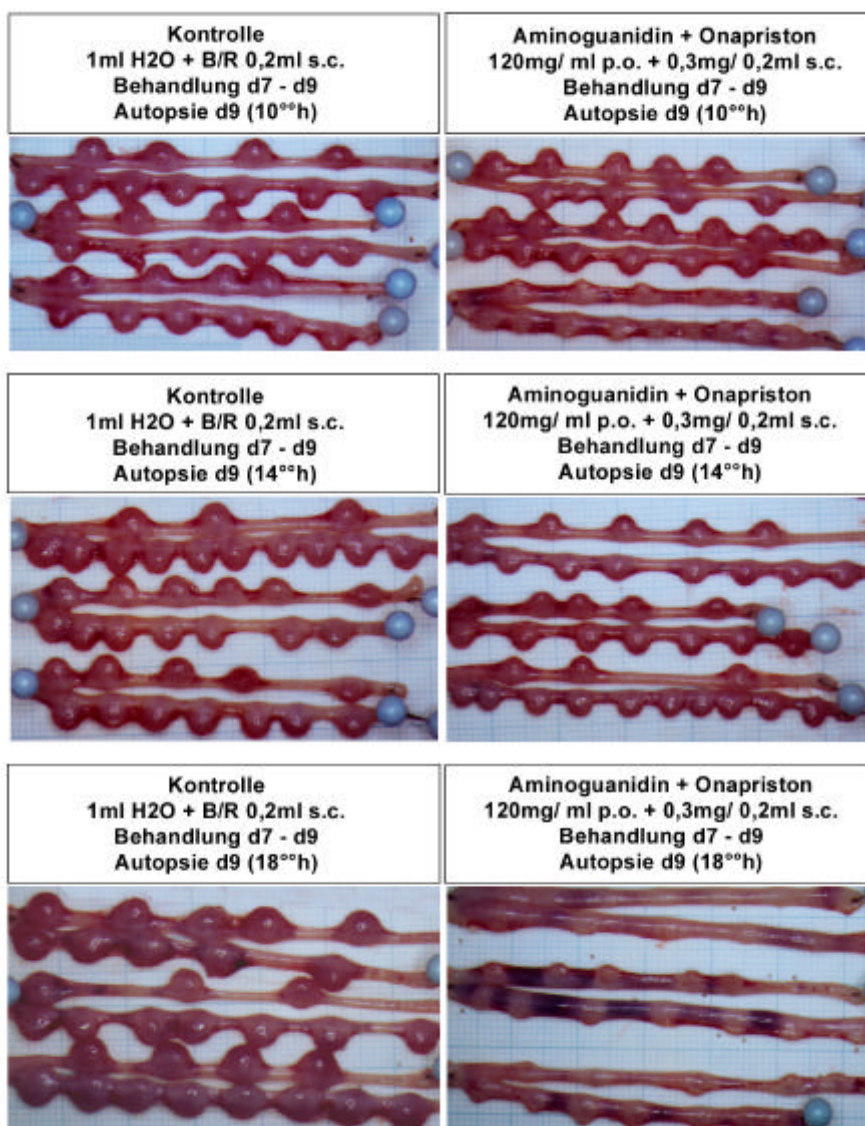 Kontrolle
1ml H2O + B/R 0,2ml s.c.
Behandlung d7 - d9
Autopsie d9 (10°°h)
Aminoguanidin + Onapriston
120mg/ ml p.o. + 0,3mg/ 0,2ml s.c.
Behandlung d7 - d9
Autopsie d9 (10°°h)
Kontrolle
1ml H2O + B/R 0,2ml s.c.
Behandlung d7 - d9
Autopsie d9 (14°°h)
Aminoguanidin + Onapriston
120mg/ ml p.o. + 0,3mg/ 0,2ml s.c.
Behandlung d7 - d9
Autopsie d9 (14°°h)
Kontrolle
1ml H2O + B/R 0,2ml s.c.
Behandlung d7 - d9
Autopsie d9 (18°°h)
Aminoguanidin + Onapriston
120mg/ ml p.o. + 0,3mg/ 0,2ml s.c.
Behandlung d7 - d9
Autopsie d9 (18°°h)